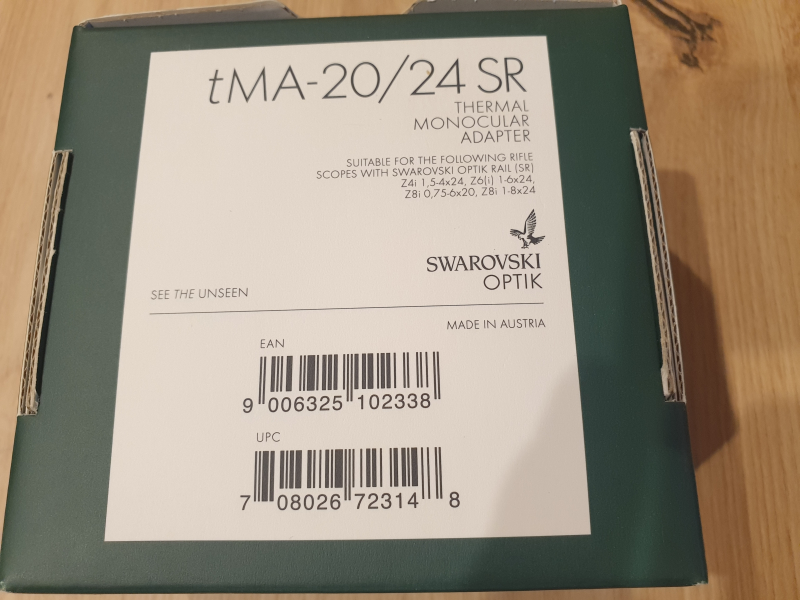 tMA-20/24 SR
THERMAL
MONOCULAR
ADAPTER
SUITABLE FOR THE FOLLOWING RIFLE
SCOPES WITH SWAROVSKI OPTIK RAIL (SR)
Z4i 1,5-4x24, Z6(i) 1-6x24,
Z8i 0,75-6x20, Z8i 1-8x24
SWAROVSKI
OPTIK
SEE THE UNSEEN
MADE IN AUSTRIA
EAN
9 006325 102338
UPC
7 08026 72314 8